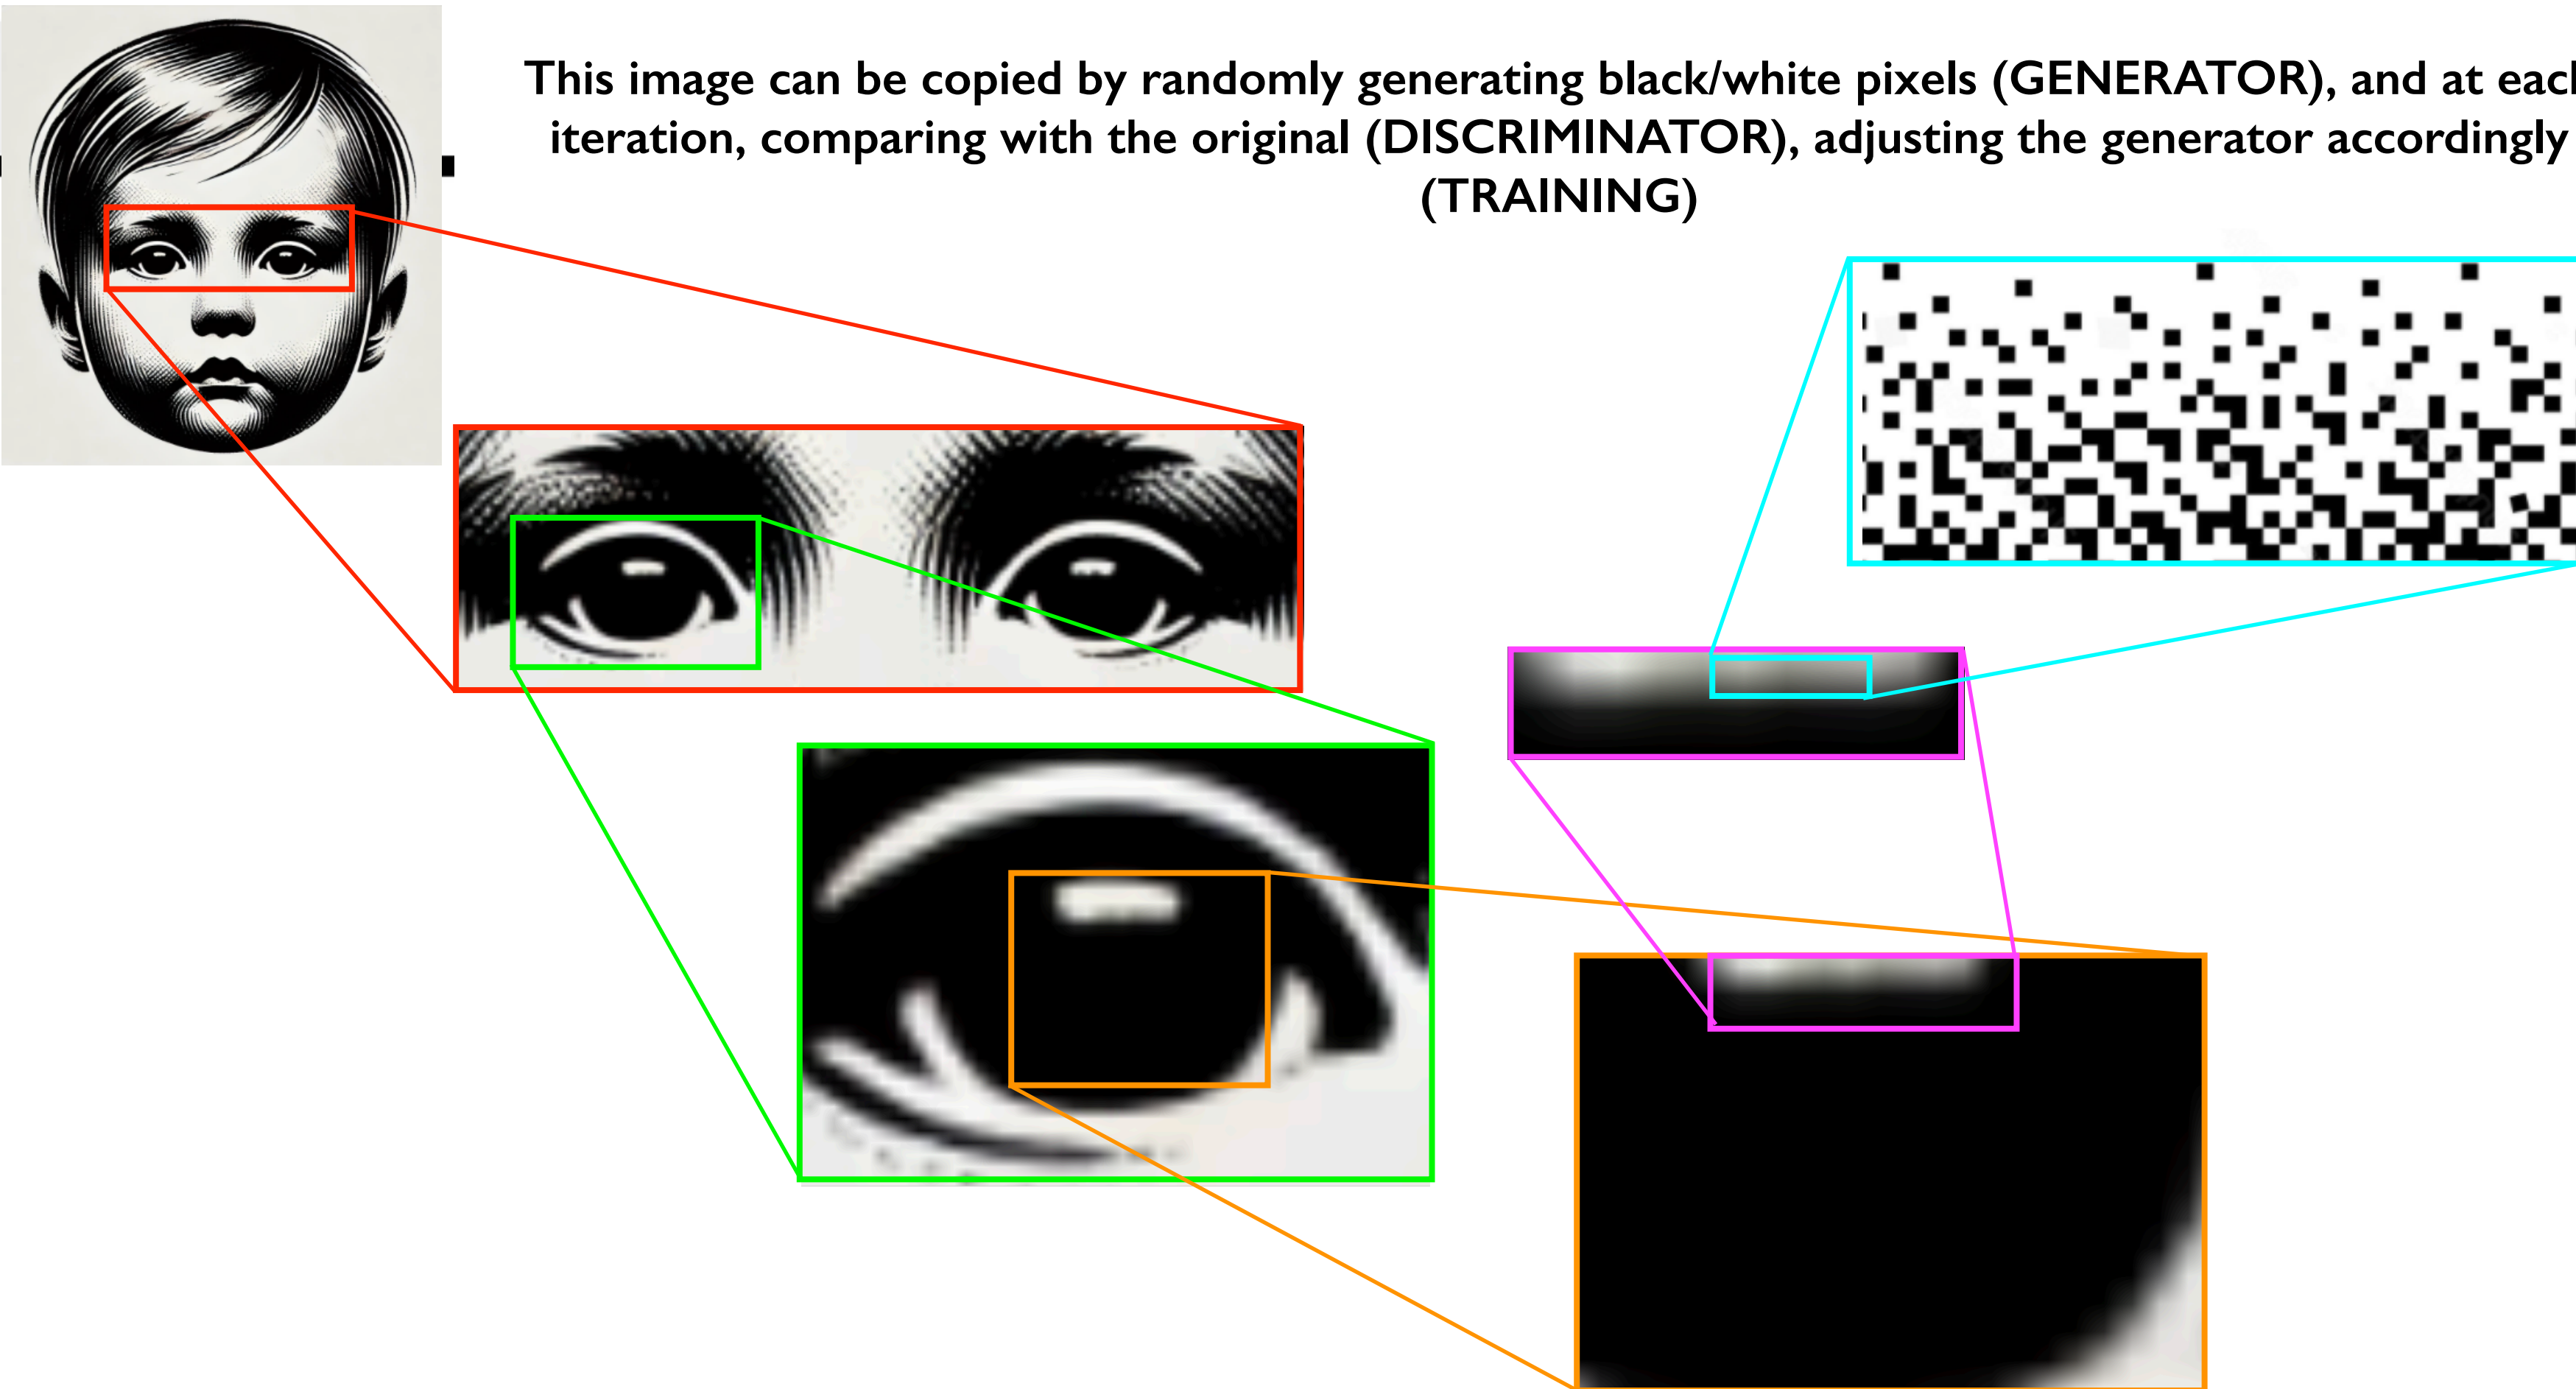 This image can be copied by randomly generating black/white pixels (GENERATOR), and at each
iteration, comparing with the original (DISCRIMINATOR), adjusting the generator accordingly
(TRAINING)